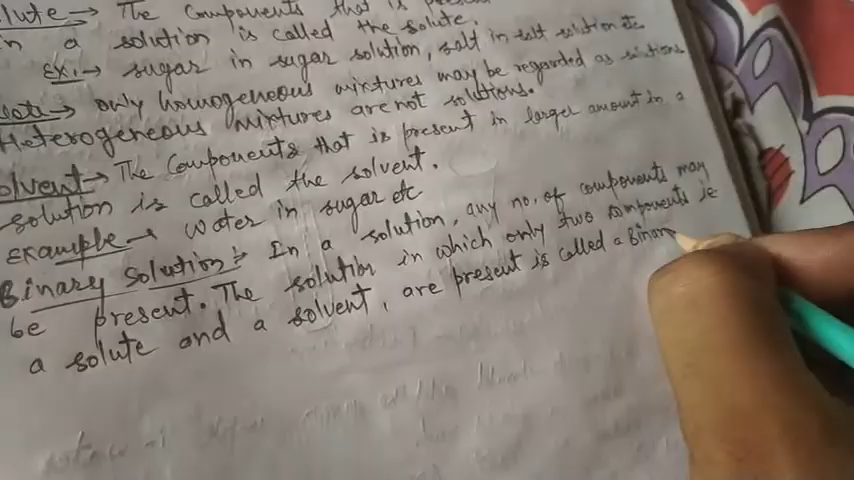 lute → The Components that is
in a solution is called the solute.
Ex:→ sugar in sugar solution, salt in salt solution etc
Note → only homogeneous mixtures may be regarded as solutions
Heterogeneous mixtures are not solutions.
olvent → The Components that is present in larger amount in a
solution is called the solvent.
Example → Water in sugar etc
Binary Solution :- In a solution, any no. of components may
be present. The solution in which only two components ie
a solute and a solvent, are present is called a Binar